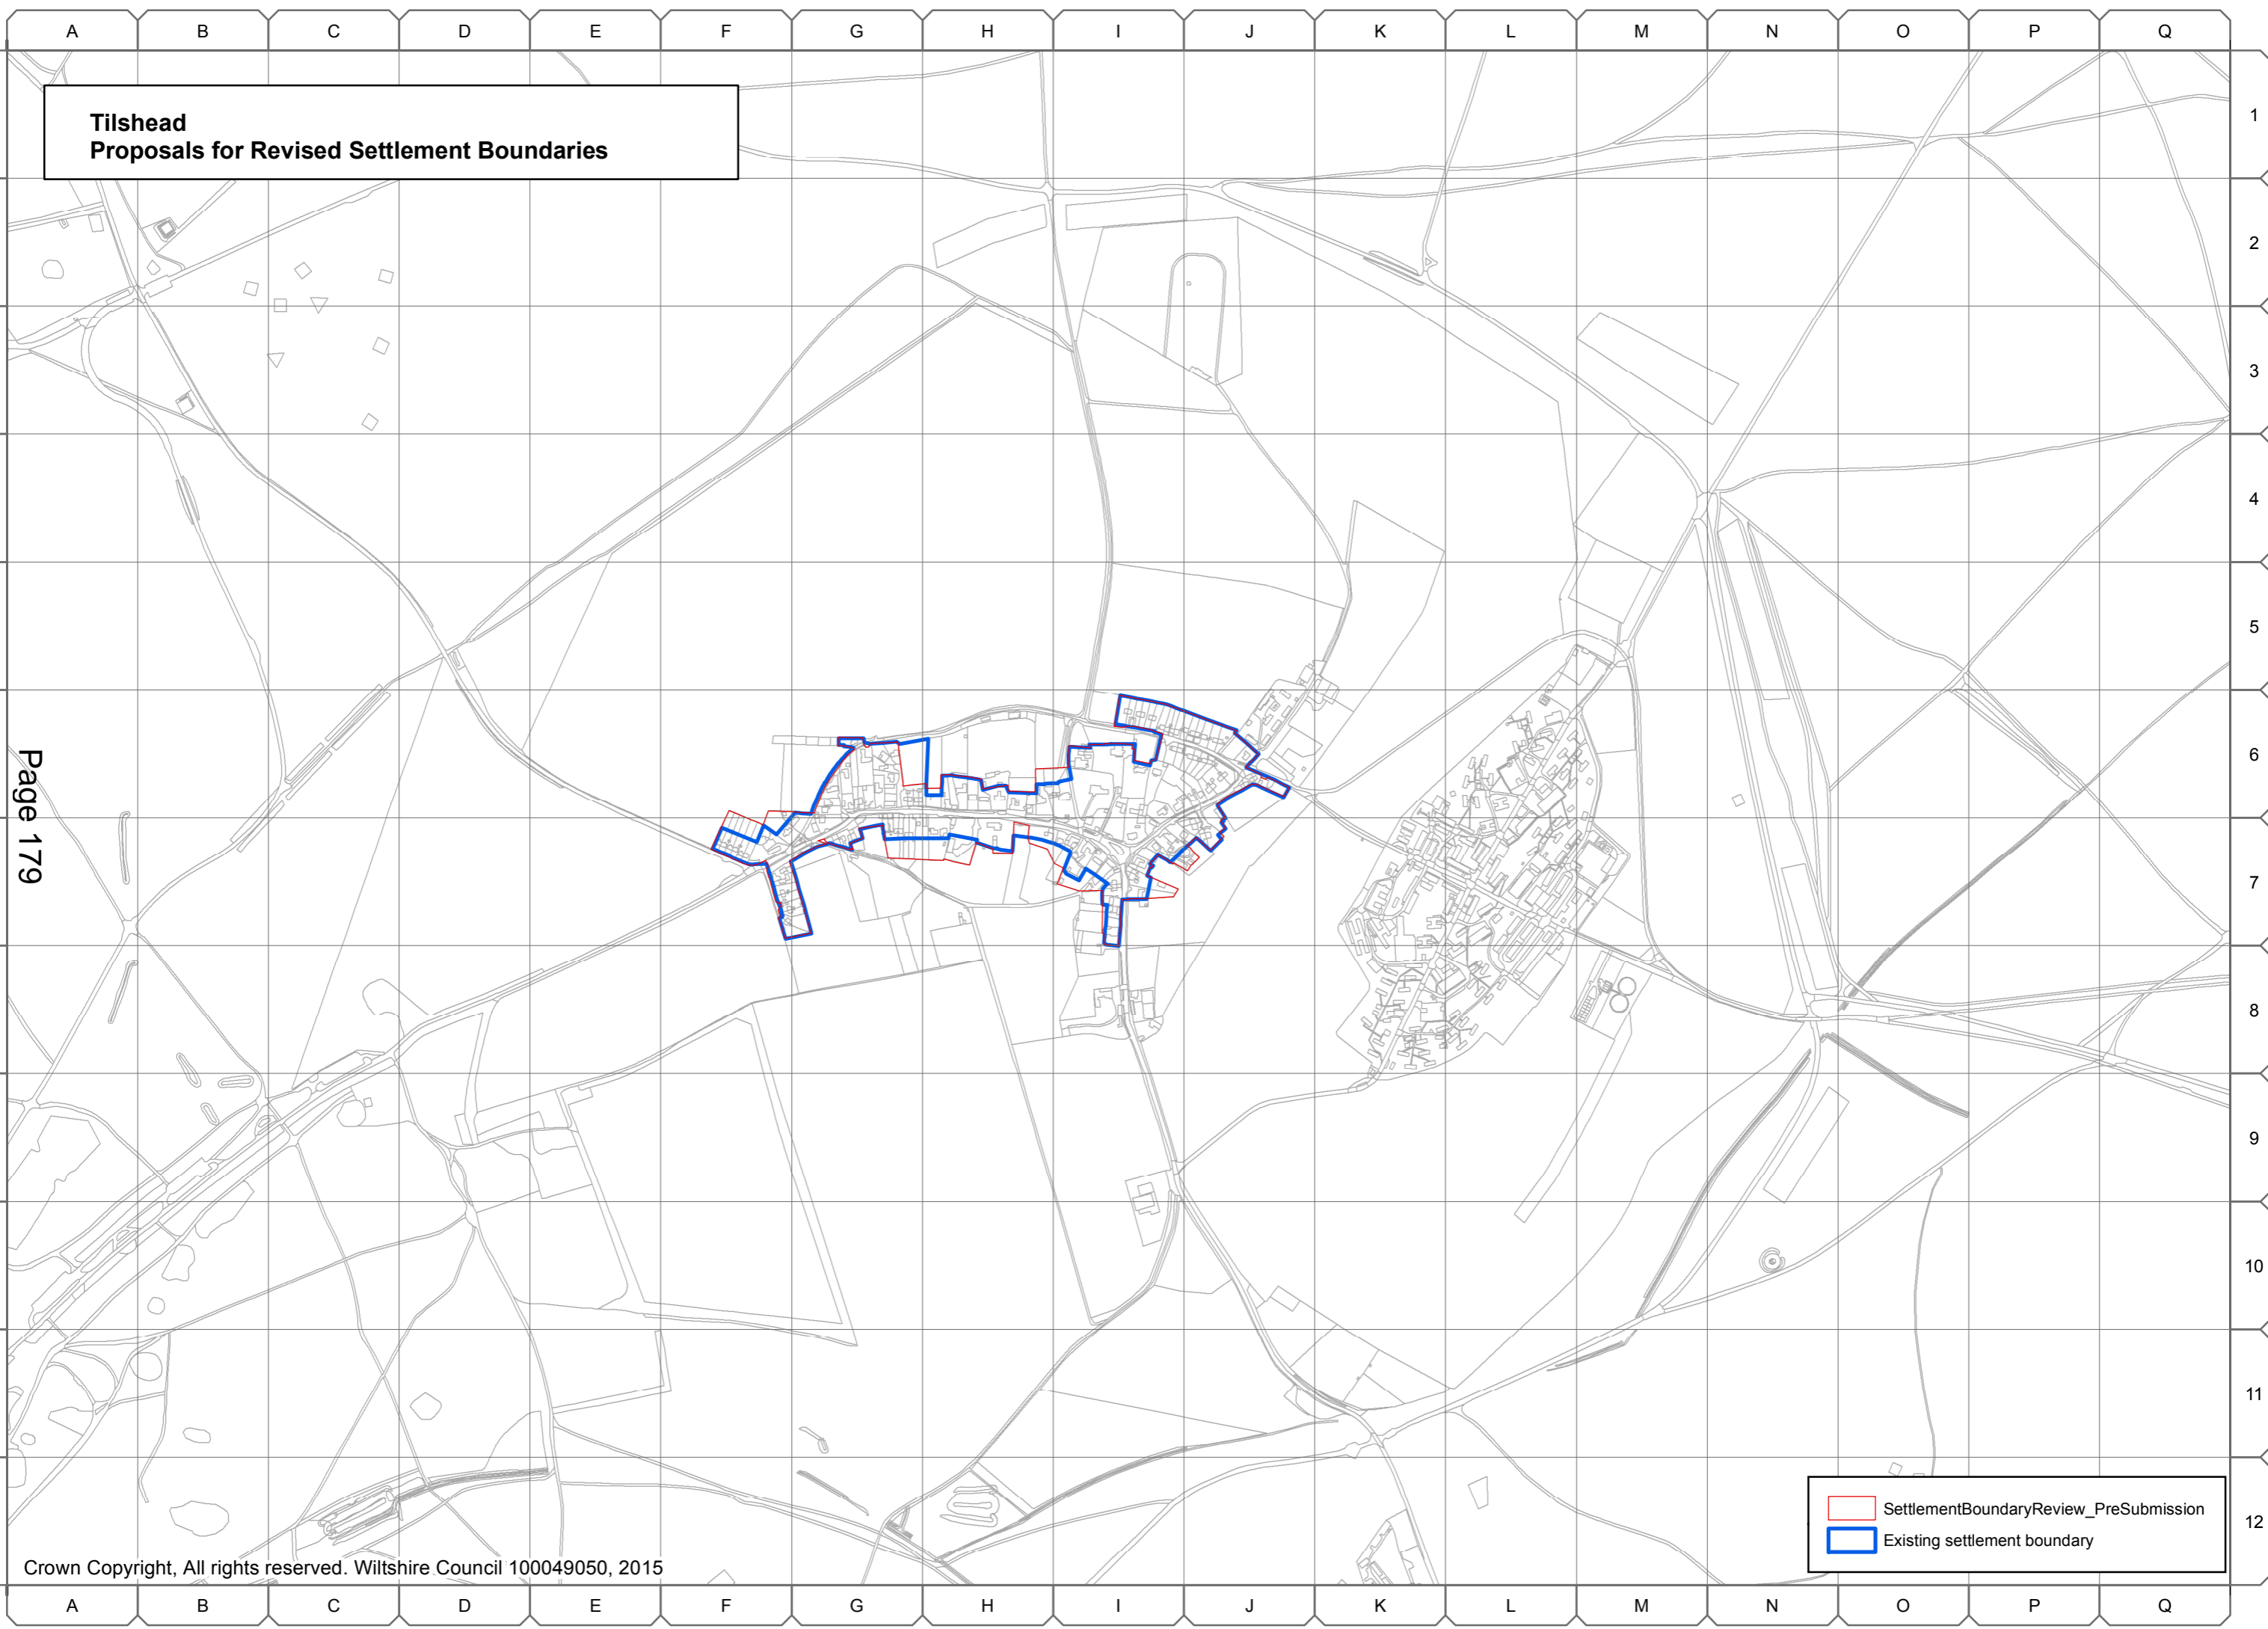 A B C D E F G H I J K L M N O P Q
Tilshead
Proposals for Revised Settlement Boundaries
1
2
3
4
5
6
7
8
9
10
11
12
Page 179
SettlementBoundaryReview_PreSubmission
Existing settlement boundary
Crown Copyright, All rights reserved. Wiltshire Council 100049050, 2015
A B C D E F G H I J K L M N O P Q